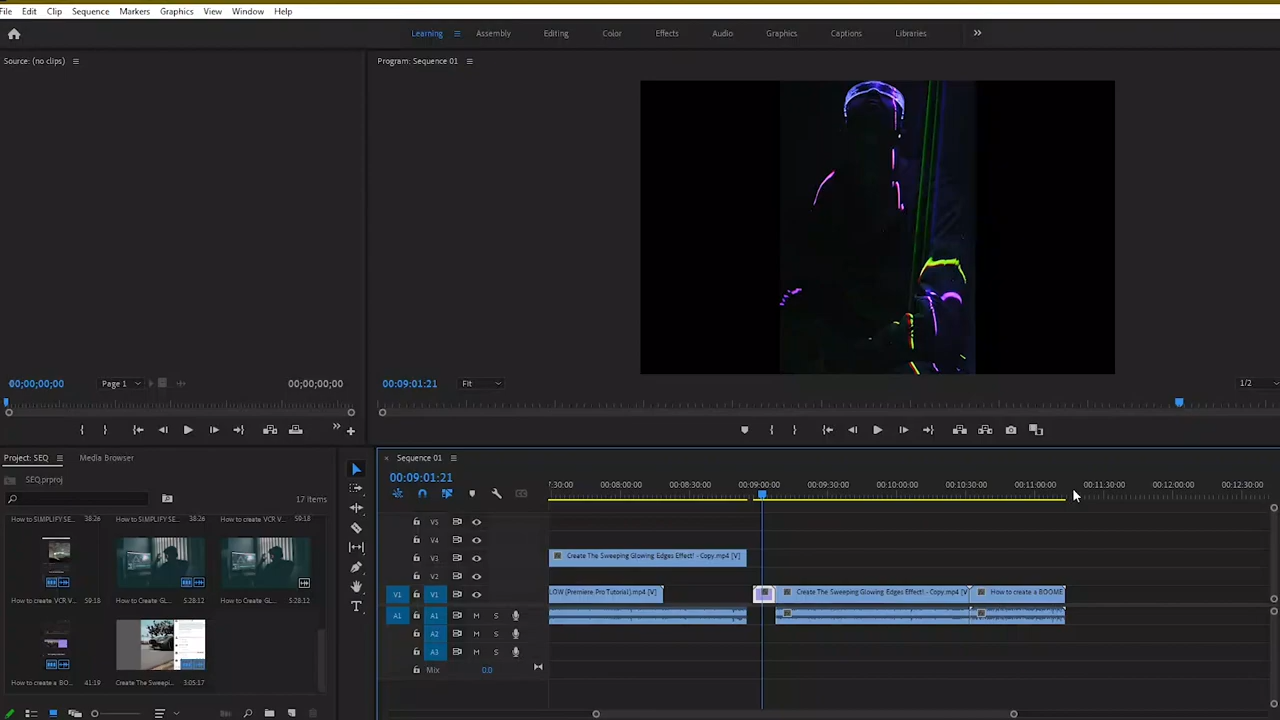 File Edit Clip Sequence Markers Graphics View Window Help
Learning Assembly Editing Color Effects Audio Graphics Captions Libraries
Source: (no clips)
Program: Sequence 01
00;00;00;00 Page 1 00;00;00;00
00:09:01:21 Fit 1/2
Project: SEQ Media Browser
SEQ.prproj
17 Items
How to SIMPLIFY SE... 38:26 How to SIMPLIFY SE... 38:26 How to create VCR V... 59:18
How to create VCR V... 59:18 How to Create GL... 5:28:12 How to Create GL... 5:28:12
How to create a BO... 41:19 Create The Sweepi... 3:05:17
Sequence 01
00:09:01:21
7:30:00 00:08:00:00 00:08:30:00 00:09:00:00 00:09:30:00 00:10:00:00 00:10:30:00 00:11:00:00 00:11:30:00 00:12:00:00 00:12:30:00
V5
V4
V3 Create The Sweeping Glowing Edges Effect! - Copy.mp4 [V]
V2
V1 V1 LOW (Premiere Pro Tutorial).mp4 [V] Create The Sweeping Glowing Edges Effect! - Copy.mp4 [V How to create a BOOME
A1 A1 M S
A2 M S
A3 M S
Mix 0.0